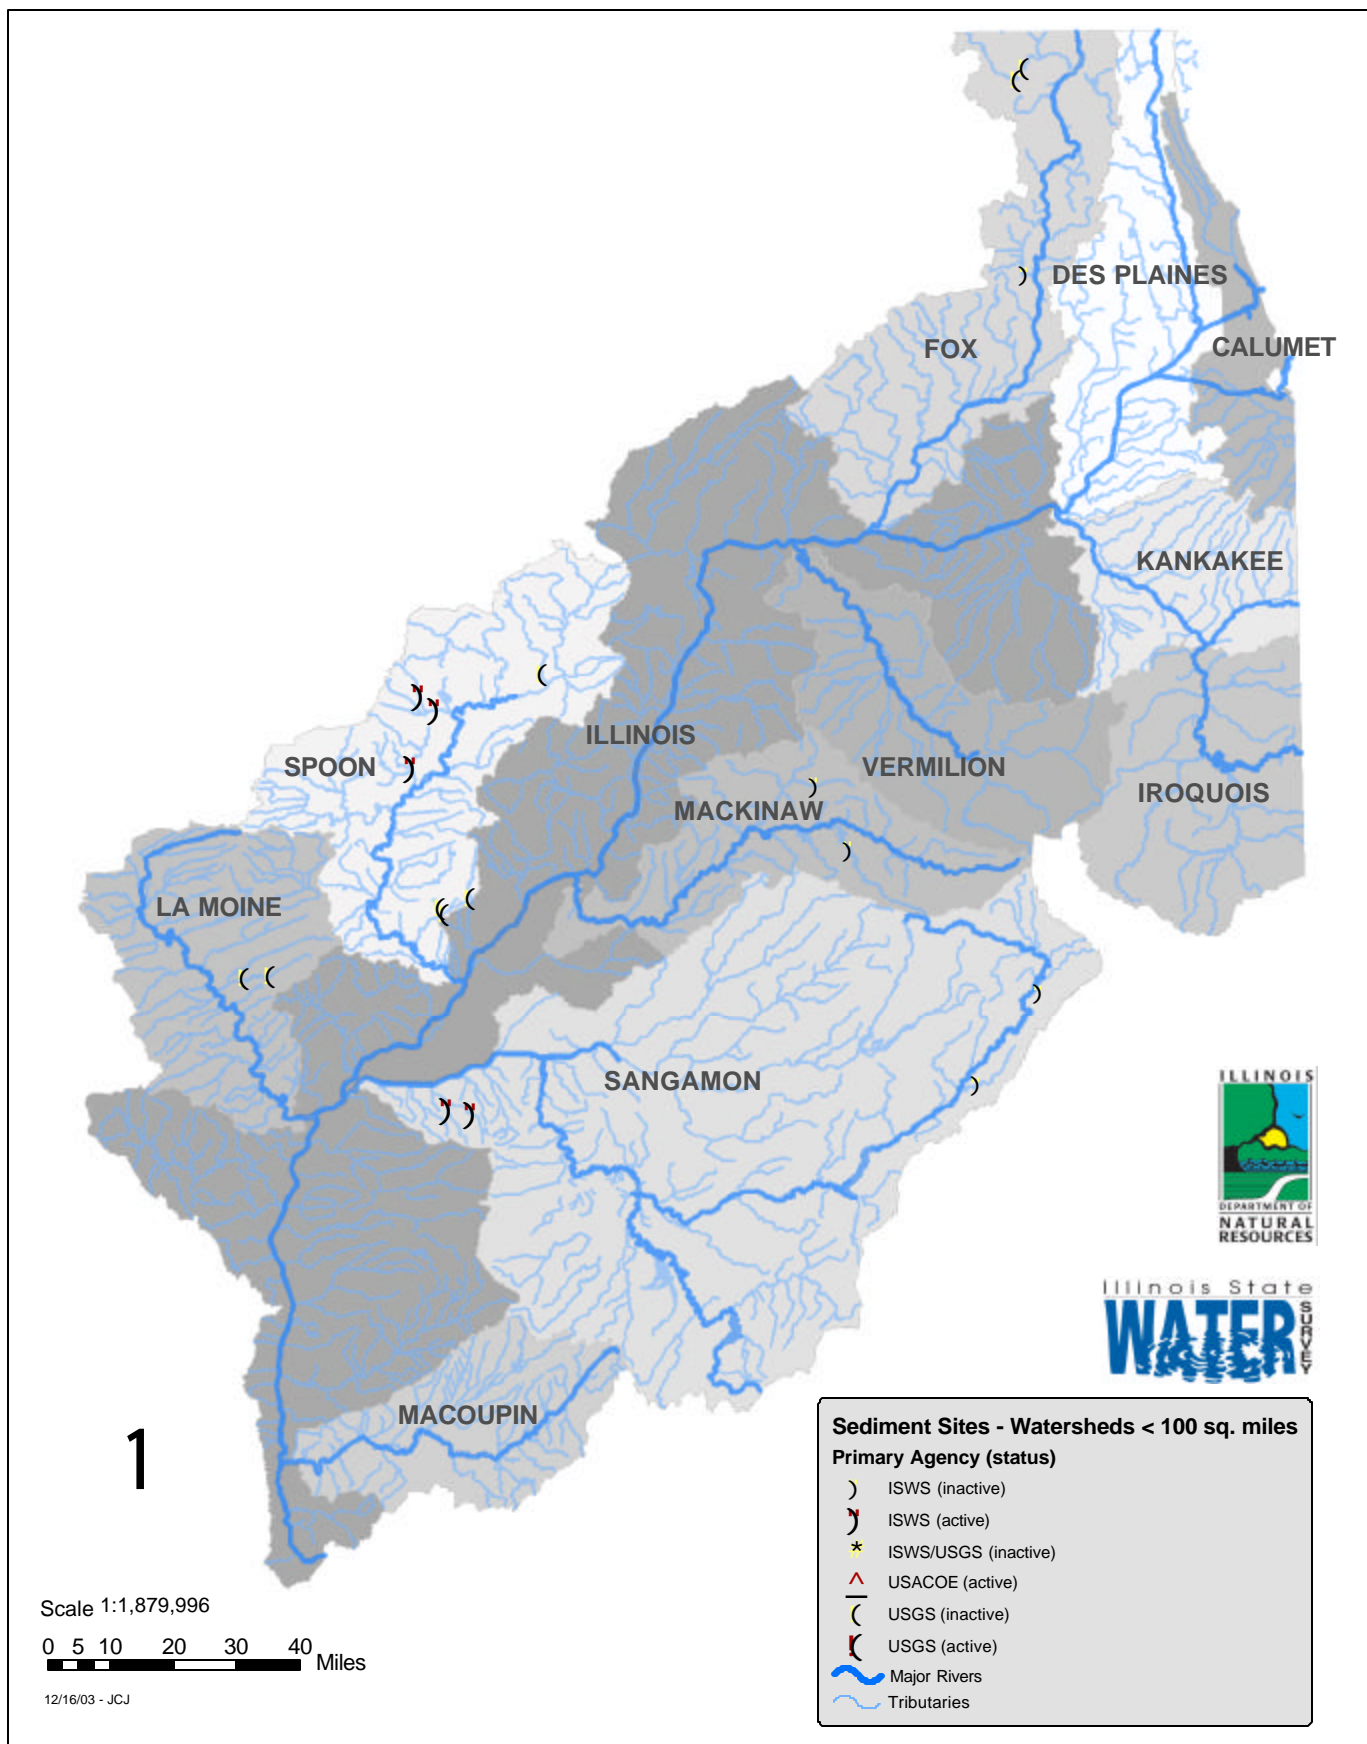 DES PLAINES
FOX
CALUMET
KANKAKEE
ILLINOIS
SPOON
VERMILION
MACKINAW
IROQUOIS
LA MOINE
SANGAMON
MACOUPIN
ILLINOIS
DEPARTMENT OF
NATURAL
RESOURCES
Illinois State
WATER
SURVEY
1
Sediment Sites - Watersheds < 100 sq. miles
Primary Agency (status)
ISWS (inactive)
ISWS (active)
ISWS/USGS (inactive)
USACOE (active)
USGS (inactive)
USGS (active)
Major Rivers
Tributaries
Scale 1:1,879,996
0 5 10 20 30 40
Miles
12/16/03 - JCJ